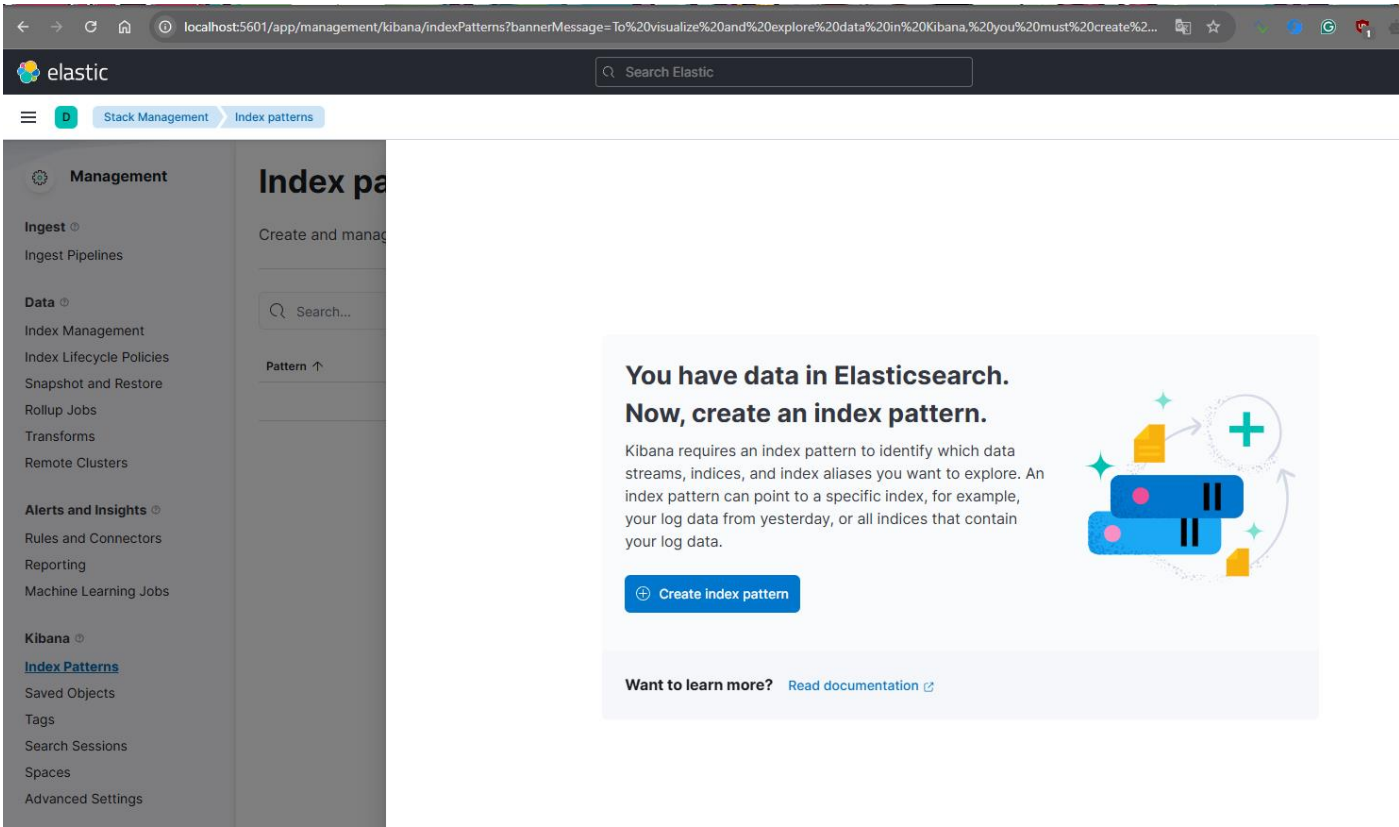 localhost:5601/app/management/kibana/indexPatterns?bannerMessage=To%20visualize%20and%20explore%20data%20in%20Kibana,%20you%20must%20create%2...
elastic
Search Elastic
D
Stack Management
Index patterns
Management
Ingest
Ingest Pipelines
Data
Index Management
Index Lifecycle Policies
Snapshot and Restore
Rollup Jobs
Transforms
Remote Clusters
Alerts and Insights
Rules and Connectors
Reporting
Machine Learning Jobs
Kibana
Index Patterns
Saved Objects
Tags
Search Sessions
Spaces
Advanced Settings
Index pa
Create and manag
Search...
Pattern ↑
You have data in Elasticsearch.
Now, create an index pattern.
Kibana requires an index pattern to identify which data
streams, indices, and index aliases you want to explore. An
index pattern can point to a specific index, for example,
your log data from yesterday, or all indices that contain
your log data.
Create index pattern
Want to learn more? Read documentation